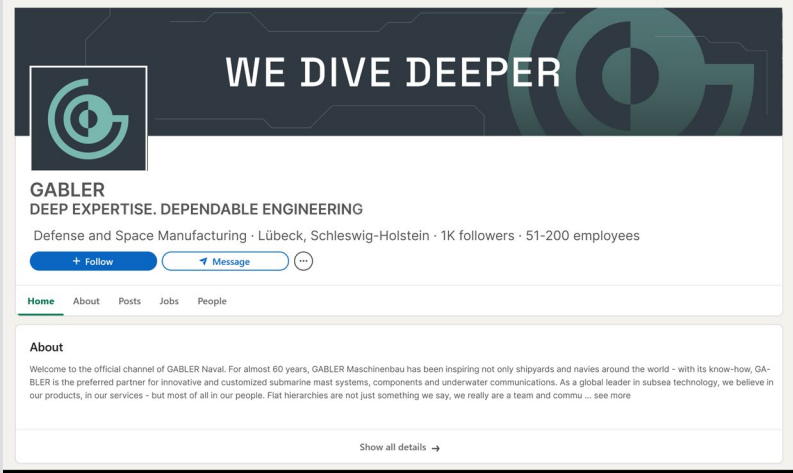 WE DIVE DEEPER
GABLER
DEEP EXPERTISE. DEPENDABLE ENGINEERING
Defense and Space Manufacturing · Lübeck, Schleswig-Holstein · 1K followers · 51-200 employees
+ Follow
Message
Home About Posts Jobs People
About
Welcome to the official channel of GABLER Naval. For almost 60 years, GABLER Maschinenbau has been inspiring not only shipyards and navies around the world - with its know-how, GA-
BLER is the preferred partner for innovative and customized submarine mast systems, components and underwater communications. As a global leader in subsea technology, we believe in
our products, in our services - but most of all in our people. Flat hierarchies are not just something we say, we really are a team and commu ... see more
Show all details →